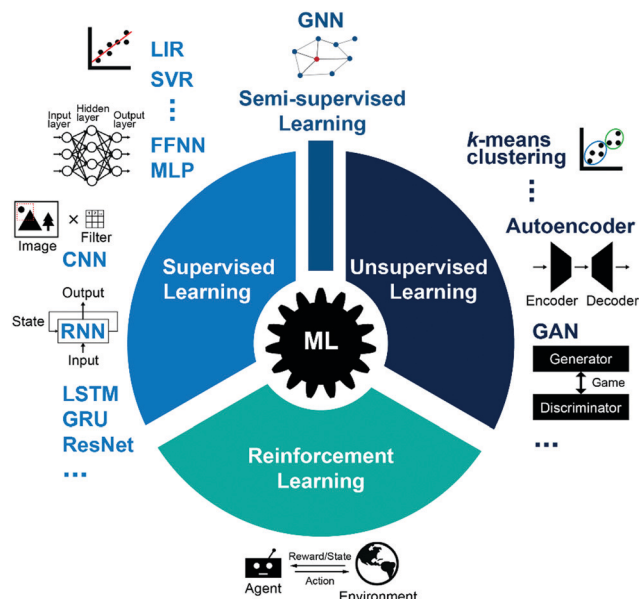 GNN
Semi-supervised
Learning
LIR
SVR
Input
layer
Hidden
layer
Output
layer
FFNN
MLP
Image
×
Filter
CNN
Output
State
RNN
Input
LSTM
GRU
ResNet
...
Supervised
Learning
Unsupervised
Learning
ML
Reinforcement
Learning
k-means
clustering
Autoencoder
Encoder
Decoder
GAN
Generator
Game
Discriminator
...
Reward/State
Action
Agent
Environment